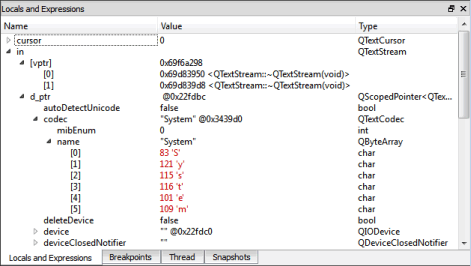 Locals and Expressions
Name Value Type
cursor 0 QTextCursor
in QTextStream
[vptr] 0x69f6a298
[0] 0x69d83950 <QTextStream::~QTextStream(void)>
[1] 0x69d839d8 <QTextStream::~QTextStream(void)>
d_ptr @0x22fdbc QScopedPointer<QTex...
autoDetectUnicode false bool
codec "System" @0x3439d0 QTextCodec
mibEnum 0 int
name "System" QByteArray
[0] 83 'S' char
[1] 121 'y' char
[2] 115 's' char
[3] 116 't' char
[4] 101 'e' char
[5] 109 'm' char
deleteDevice false bool
device "" @0x22fdc0 QIODevice
deviceClosedNotifier "" QDeviceClosedNotifier
Locals and Expressions Breakpoints Thread Snapshots